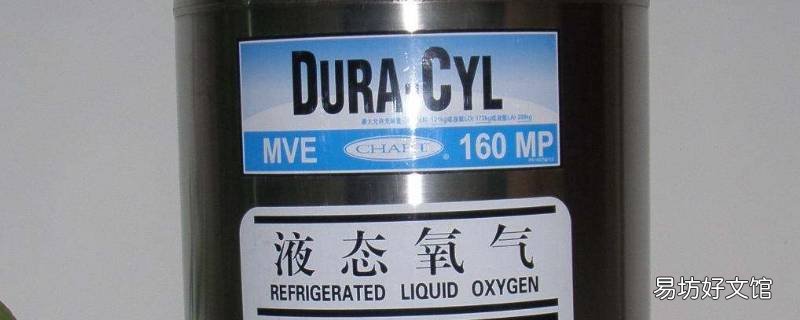 DURA-CYL
MVE CHART ® 160 MP
液态氧气
REFRIGERATED LIQUID OXYGEN
易坊好文馆